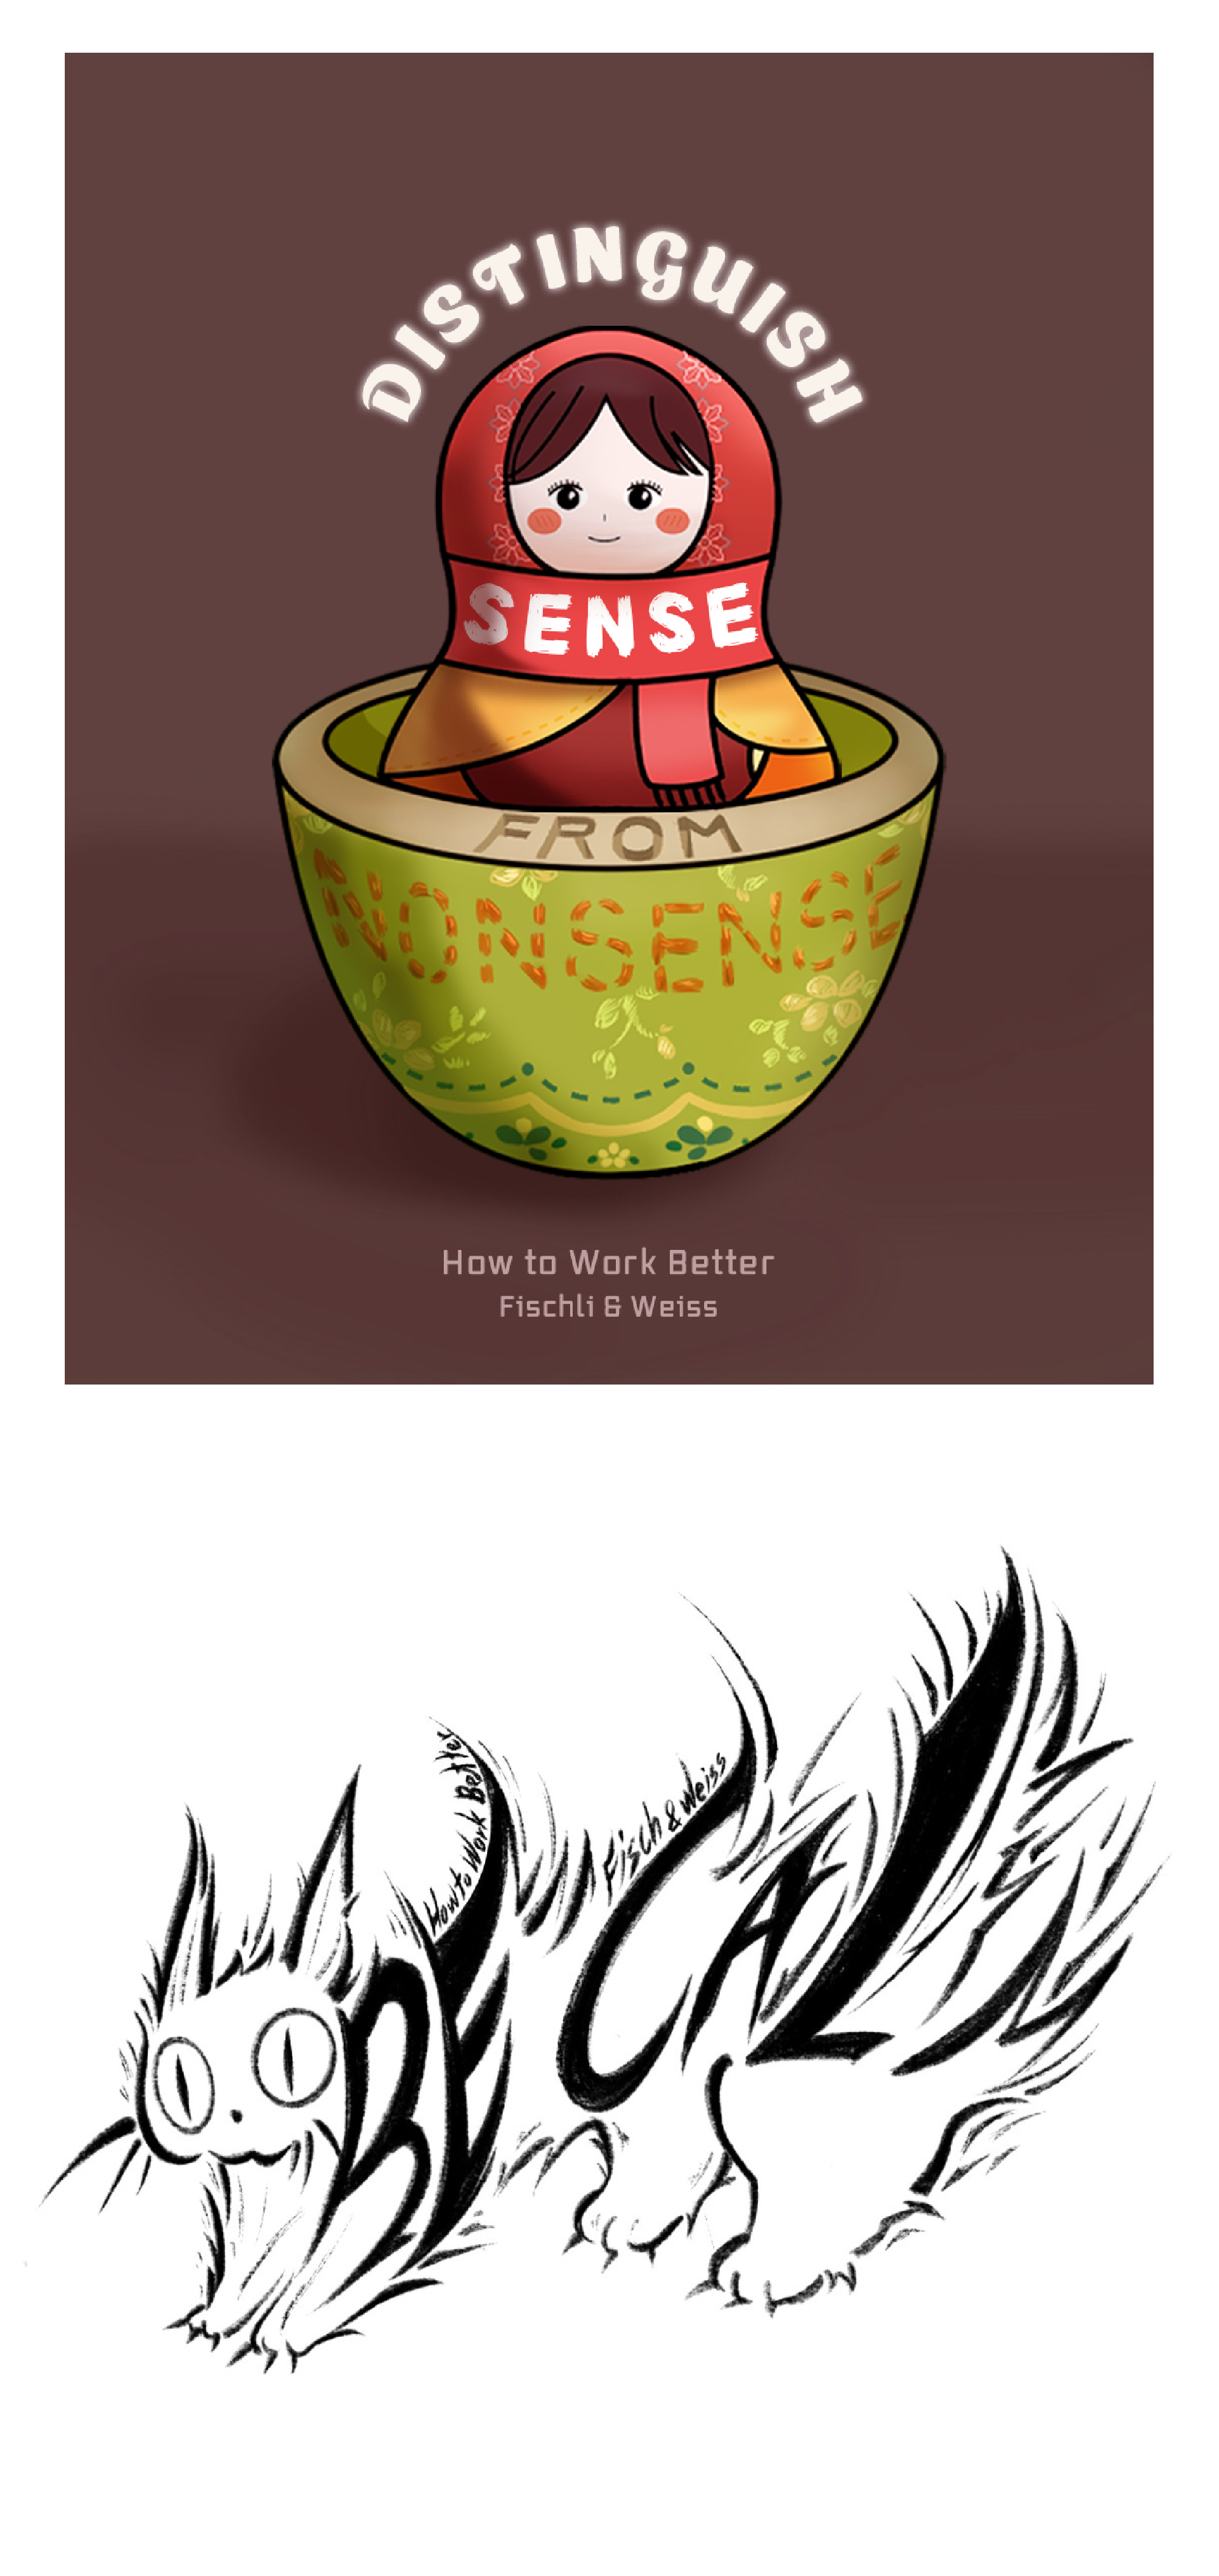 DISTINGUISH
SENSE
FROM
NONSENSE
How to Work Better
Fischli & Weiss
How to Work Better
Fisch & Weiss
BE CALM